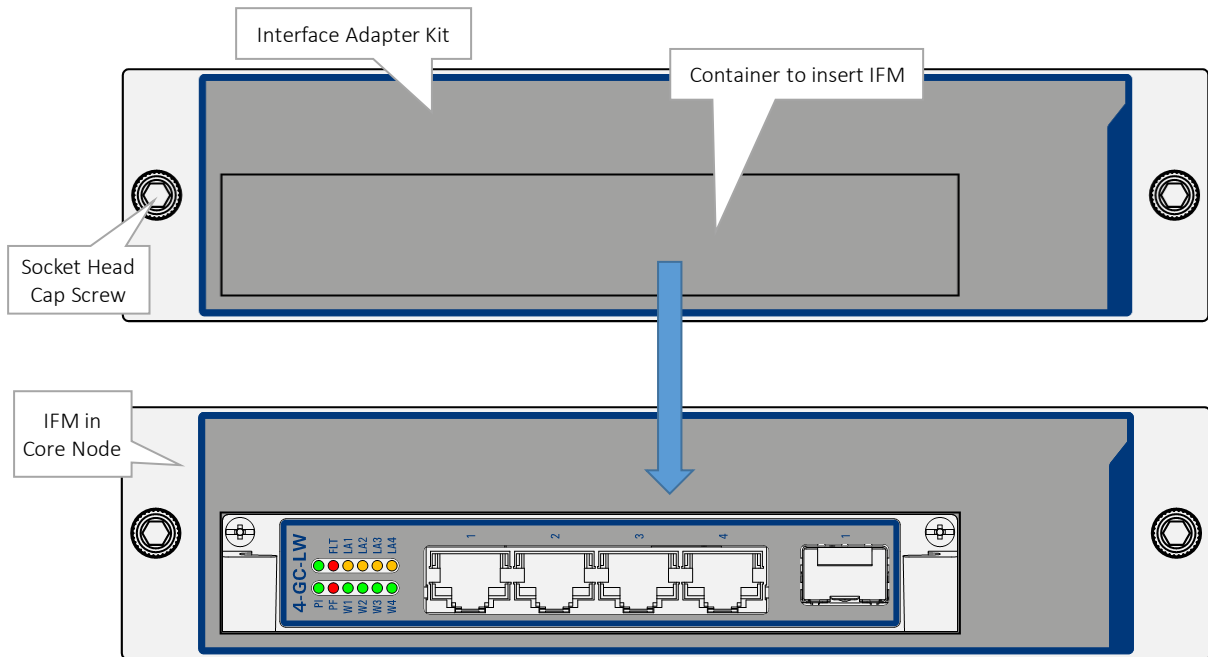 Interface Adapter Kit
Container to insert IFM
Socket Head
Cap Screw
IFM in
Core Node
4-GC-LW
FLT LA1 LA2 LA3 LA4
PI PF W1 W2 W3 W4
1 2 3 4 1